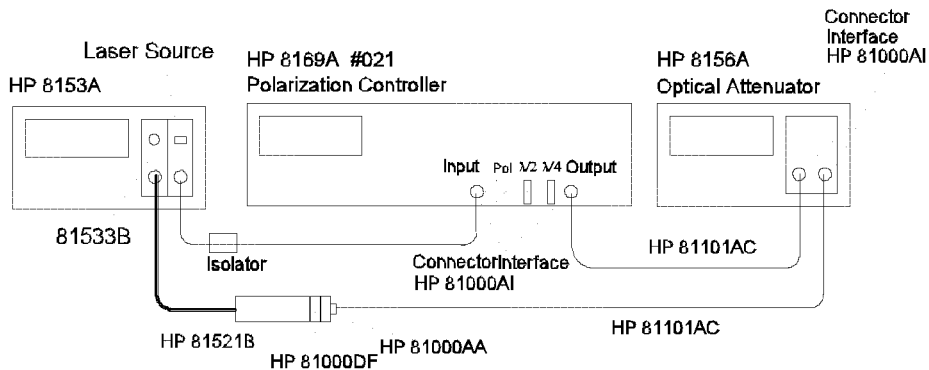 Connector
Interface
HP 81000AI
Laser Source
HP 8169A #021
HP 8156A
HP 8153A
Polarization Controller
Optical Attenuator
Input Pol λ/2 λ/4 Output
81533B
HP 81101AC
Isolator
ConnectorInterface
HP 81000AI
HP 81101AC
HP 81521B
HP 81000DF
HP 81000AA